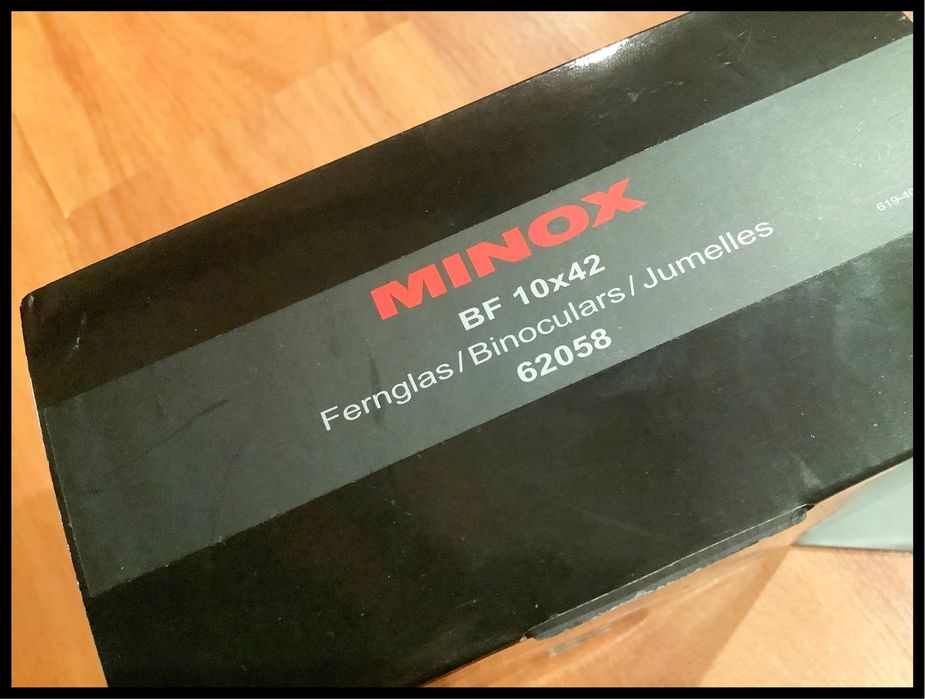 MINOX
BF 10x42
Fernglas/Binoculars/Jumelles
62058